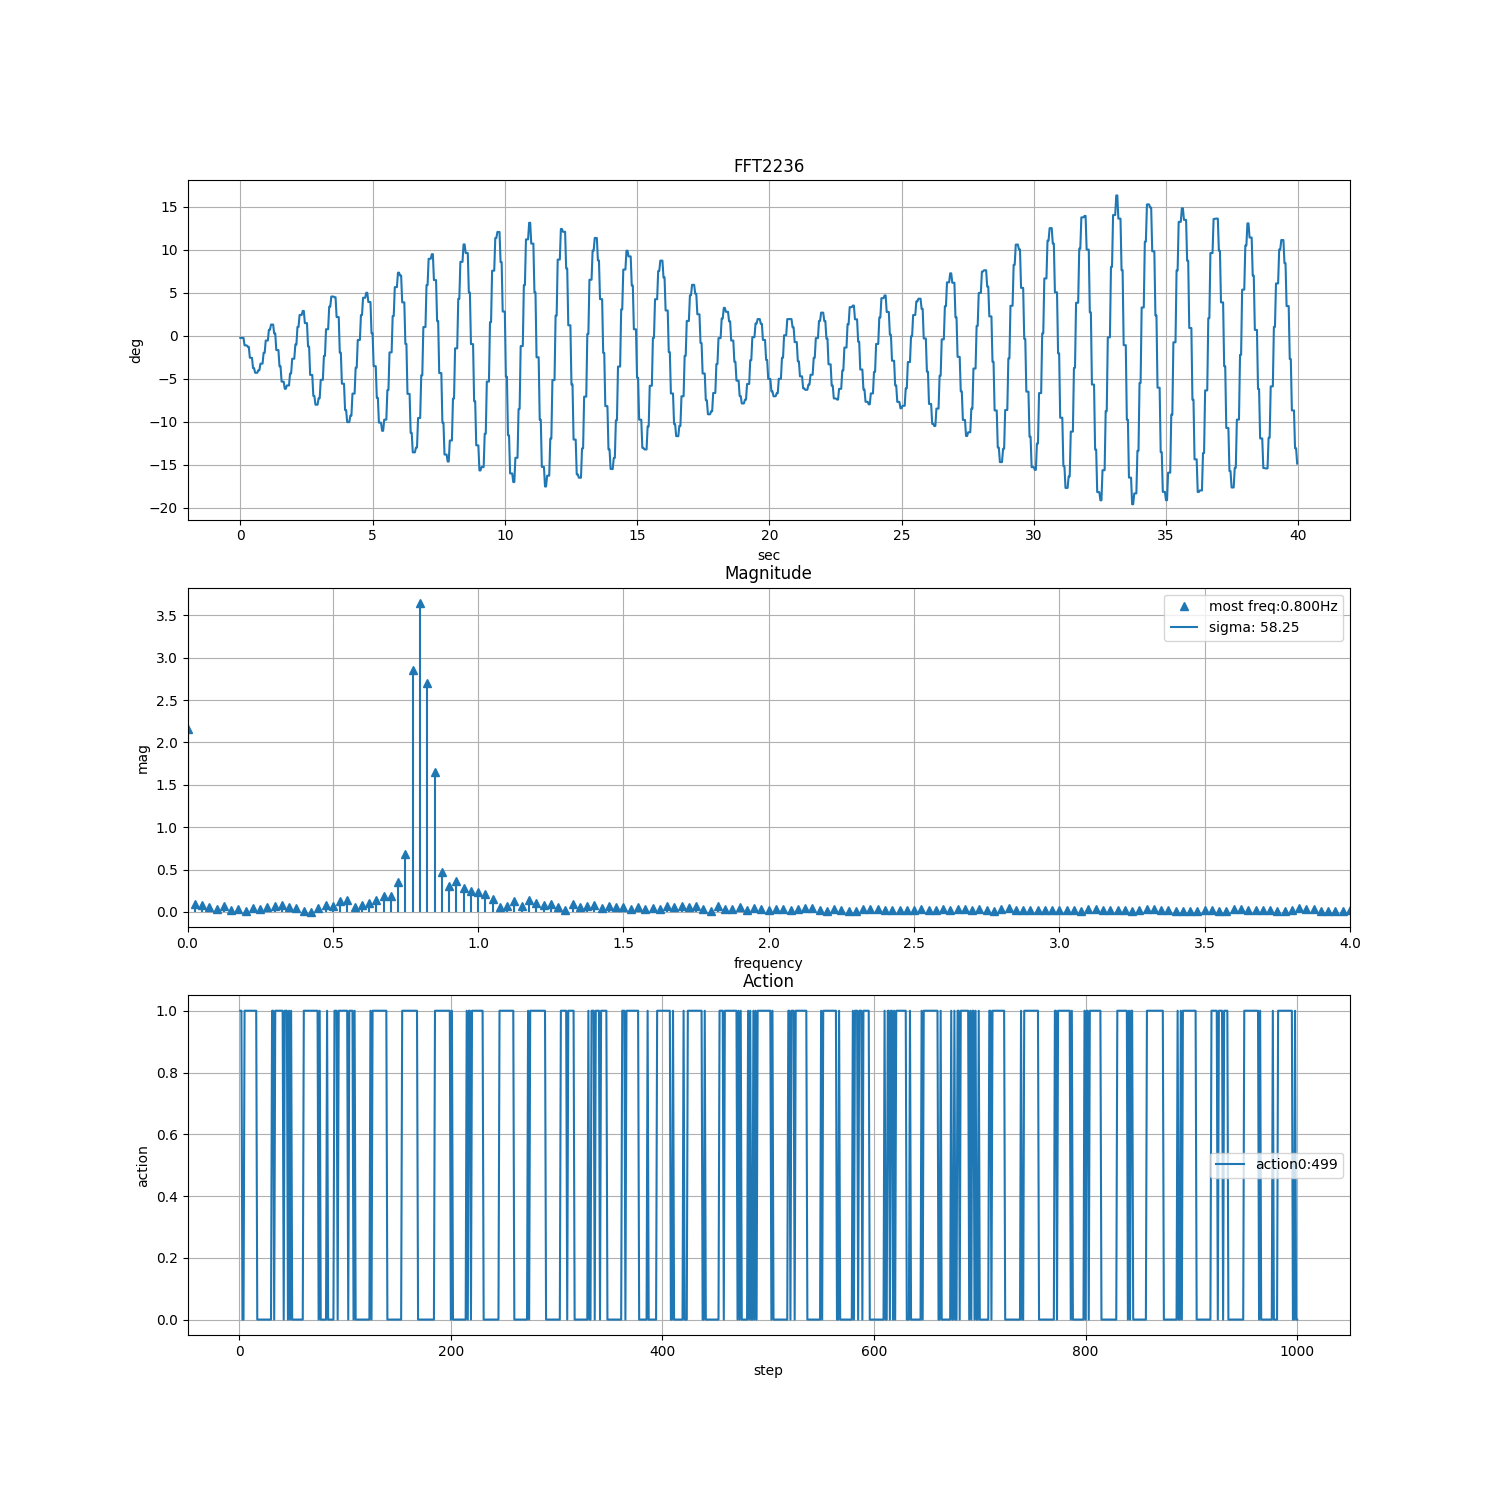 FFT2236
15
10
5
0
−5
−10
−15
−20
deg
0 5 10 15 20 25 30 35 40
sec
Magnitude
3.5
3.0
2.5
2.0
1.5
1.0
0.5
0.0
mag
most freq:0.800Hz
sigma: 58.25
0.0 0.5 1.0 1.5 2.0 2.5 3.0 3.5 4.0
frequency
Action
1.0
0.8
0.6
0.4
0.2
0.0
action
action0:499
0 200 400 600 800 1000
step